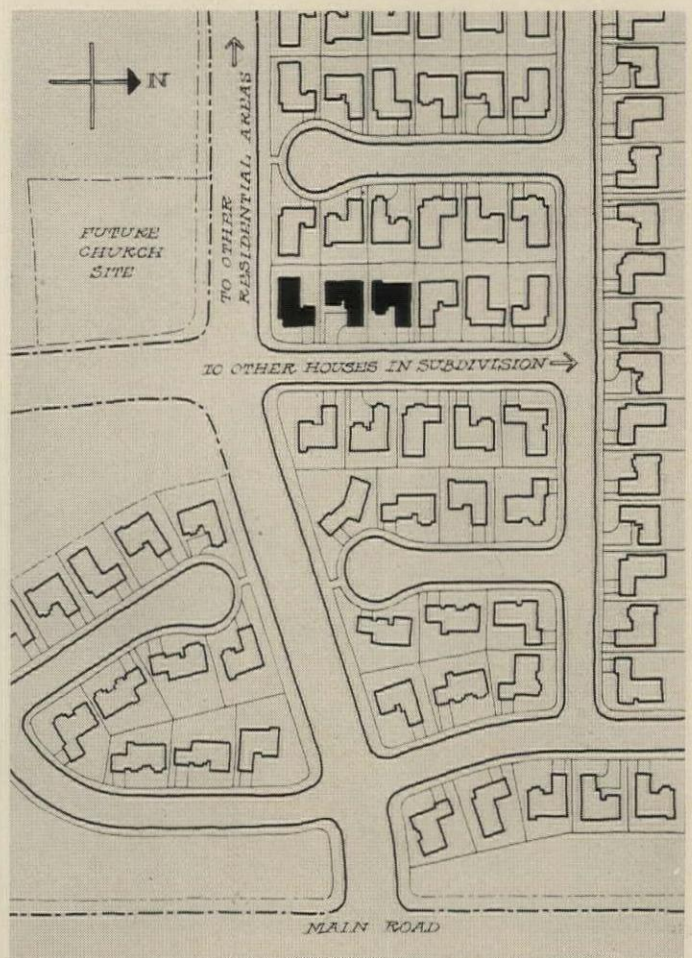 N
TO OTHER
RESIDENTIAL AREAS
FUTURE
CHURCH
SITE
TO OTHER HOUSES IN SUBDIVISION
MAIN ROAD